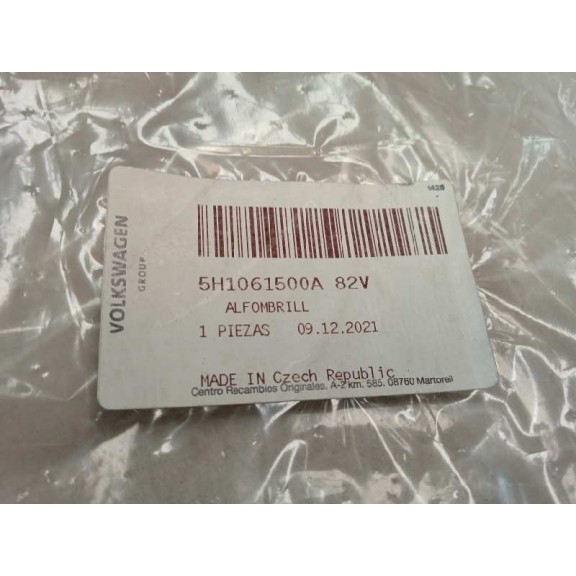 1428
VOLKSWAGEN
GROUP
5H1061500A 82V
ALFOMBRILL
1 PIEZAS 09.12.2021
MADE IN Czech Republic
Centro Recambios Originales. A-2 km. 585. 08760 Martorell